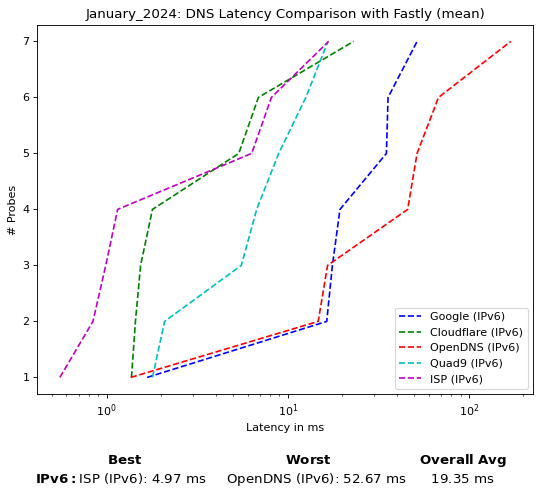 January_2024: DNS Latency Comparison with Fastly (mean)
7
6
5
4
3
2
1
# Probes
Google (IPv6)
Cloudflare (IPv6)
OpenDNS (IPv6)
Quad9 (IPv6)
ISP (IPv6)
10⁰ 10¹ 10²
Latency in ms
Best Worst Overall Avg
IPv6: ISP (IPv6): 4.97 ms OpenDNS (IPv6): 52.67 ms 19.35 ms